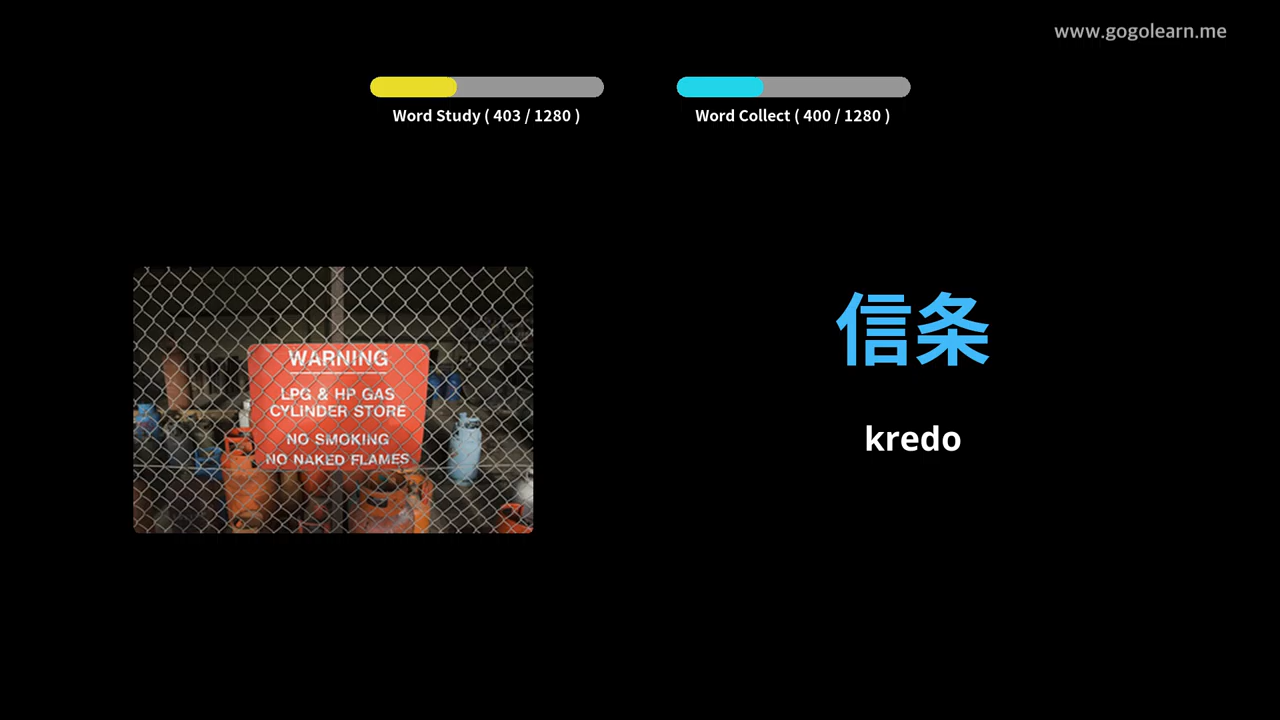 www.gogolearn.me
Word Study ( 403 / 1280 )
Word Collect ( 400 / 1280 )
WARNING
LPG & HP GAS
CYLINDER STORE
NO SMOKING
NO NAKED FLAMES
信条
kredo